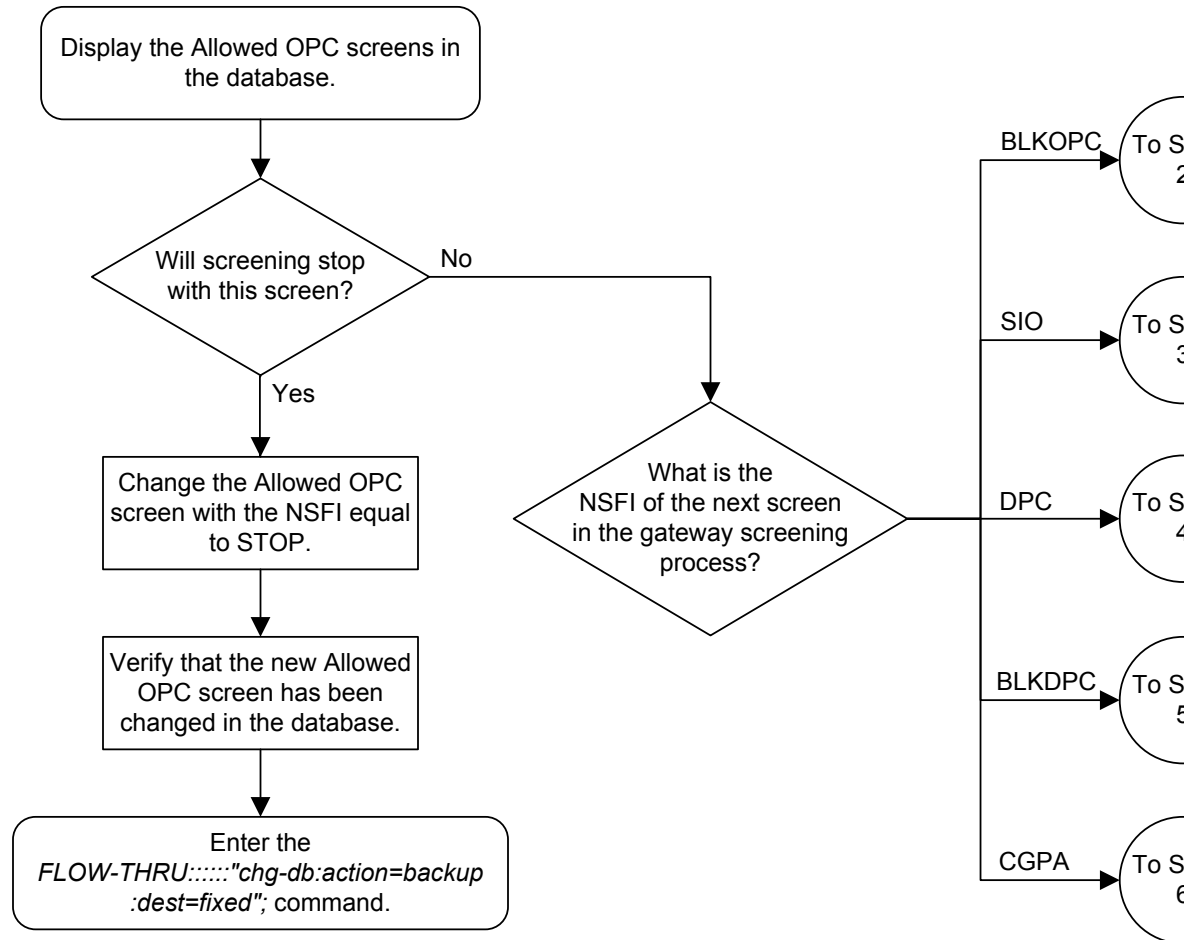 Display the Allowed OPC screens in
the database.
Will screening stop
with this screen?
No
Yes
Change the Allowed OPC
screen with the NSFI equal
to STOP.
Verify that the new Allowed
OPC screen has been
changed in the database.
Enter the
FLOW-THRU::::::"chg-db:action=backup
:dest=fixed"; command.
What is the
NSFI of the next screen
in the gateway screening
process?
BLKOPC
To
SIO
To
3
DPC
To
4
BLKDPC
To
5
CGPA
To
6